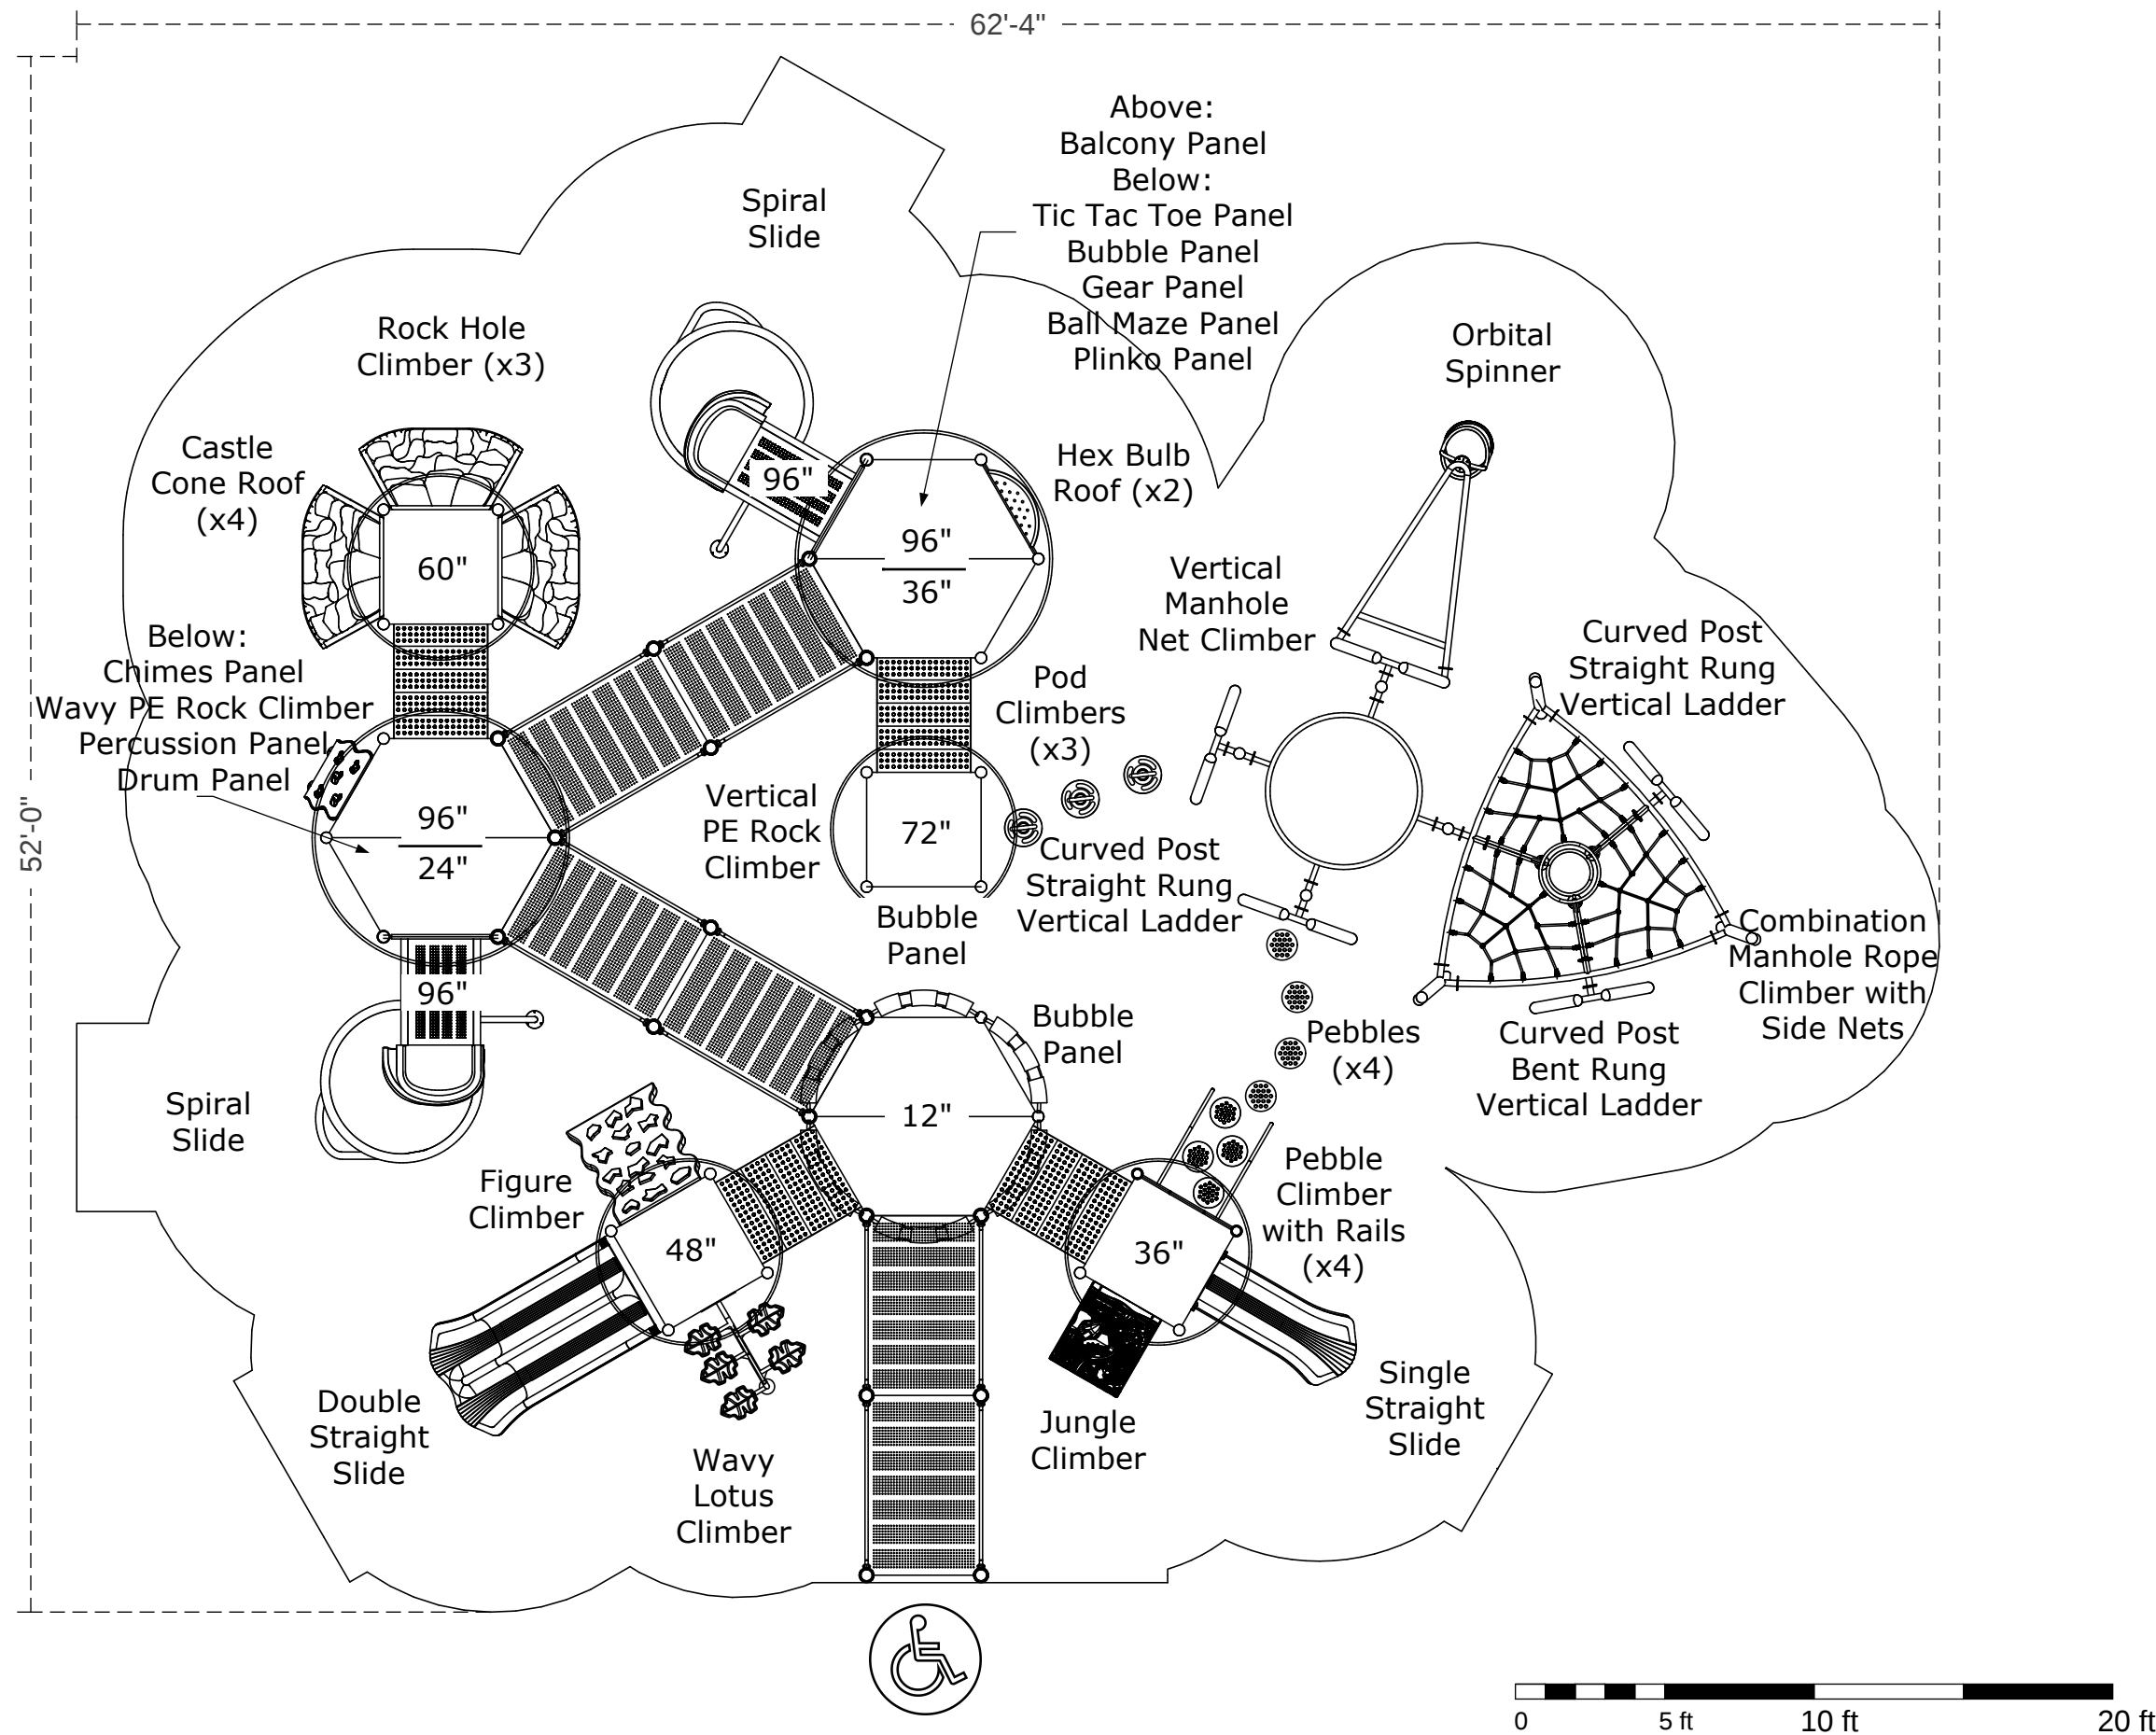 62'-4"
Above:
Balcony Panel
Below:
Tic Tac Toe Panel
Bubble Panel
Gear Panel
Ball Maze Panel
Plinko Panel
Spiral
Slide
Rock Hole
Climber (x3)
Orbital
Spinner
Castle
Cone Roof
(x4)
96"
Hex Bulb
Roof (x2)
96"
36"
60"
Vertical
Manhole
Net Climber
Below:
Chimes Panel
Wavy PE Rock Climber
Percussion Panel
Drum Panel
Curved Post
Straight Rung
Vertical Ladder
Pod
Climbers
(x3)
52'-0"
96"
24"
Vertical
PE Rock
Climber
72"
Curved Post
Straight Rung
Vertical Ladder
Bubble
Panel
Combination
Manhole Rope
Climber with
Side Nets
96"
Bubble
Panel
Pebbles
(x4)
Curved Post
Bent Rung
Vertical Ladder
Spiral
Slide
12"
Figure
Climber
48"
36"
Pebble
Climber
with Rails
(x4)
Double
Straight
Slide
Wavy
Lotus
Climber
Jungle
Climber
Single
Straight
Slide
0 5 ft 10 ft 20 ft